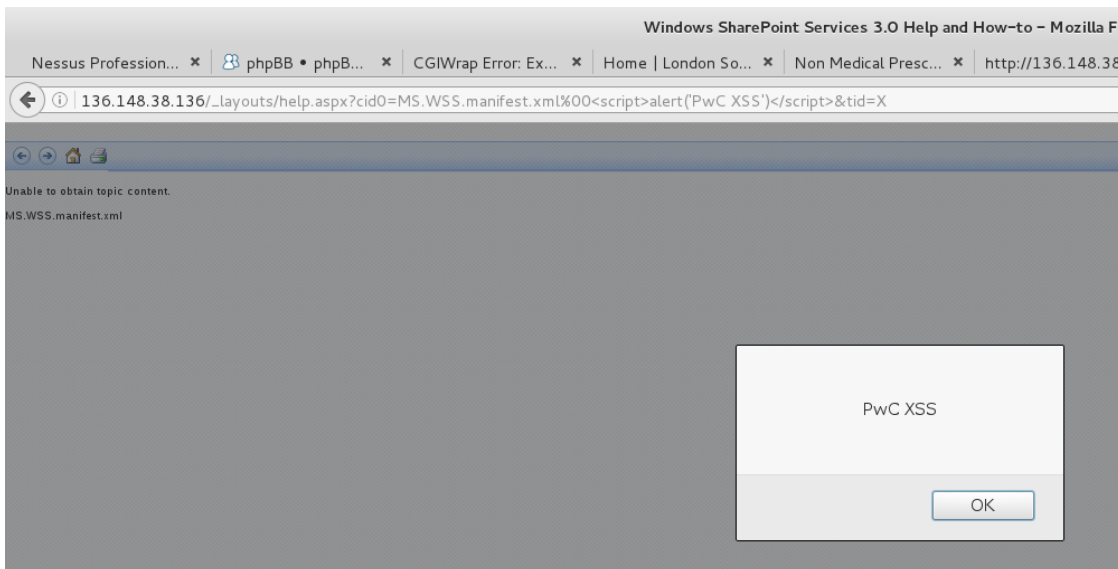 Windows SharePoint Services 3.0 Help and How-to - Mozilla F
Nessus Profession... × phpBB • phpB... × CGIWrap Error: Ex... × Home | London So... × Non Medical Presc... × http://136.148.38
136.148.38.136/_layouts/help.aspx?cid0=MS.WSS.manifest.xml%00<script>alert('PwC XSS')</script>&tid=X
Unable to obtain topic content.
MS.WSS.manifest.xml
PwC XSS
OK